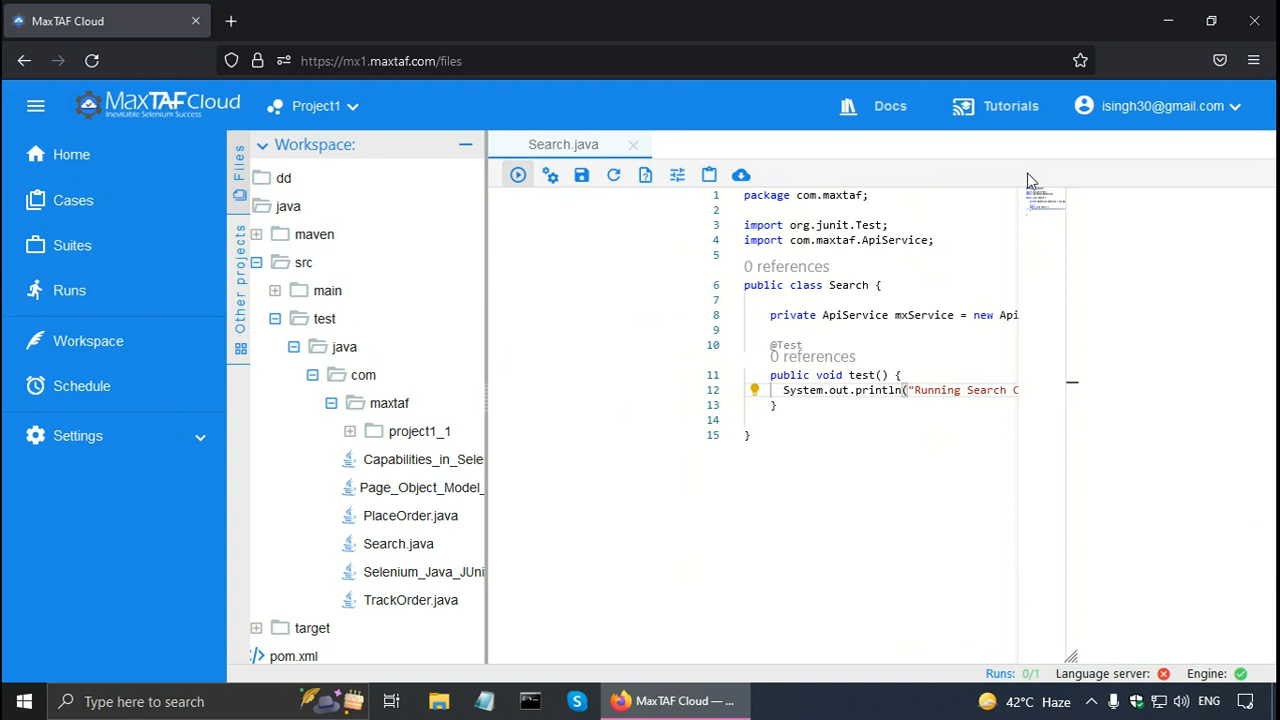 MaxTAF Cloud
https://mx1.maxtaf.com/files
MaxTAFCloud
Inevitable Selenium Success
Project1
Docs
Tutorials
isingh30@gmail.com
Home
Cases
Suites
Runs
Workspace
Schedule
Settings
Files
Other projects
Workspace:
dd
java
maven
src
main
test
java
com
maxtaf
project1_1
Capabilities_in_Sele
Page_Object_Model_
PlaceOrder.java
Search.java
Selenium_Java_JUni
TrackOrder.java
target
pom.xml
Search.java
1 package com.maxtaf;
2
3 import org.junit.Test;
4 import com.maxtaf.ApiService;
5
0 references
6 public class Search {
7
8 private ApiService mxService = new Api
9
10 @Test
0 references
11 public void test() {
12 System.out.println("Running Search C
13 }
14
15 }
Runs: 0/1 Language server: Engine:
Type here to search
MaxTAF Cloud — ...
42°C Haze
ENG